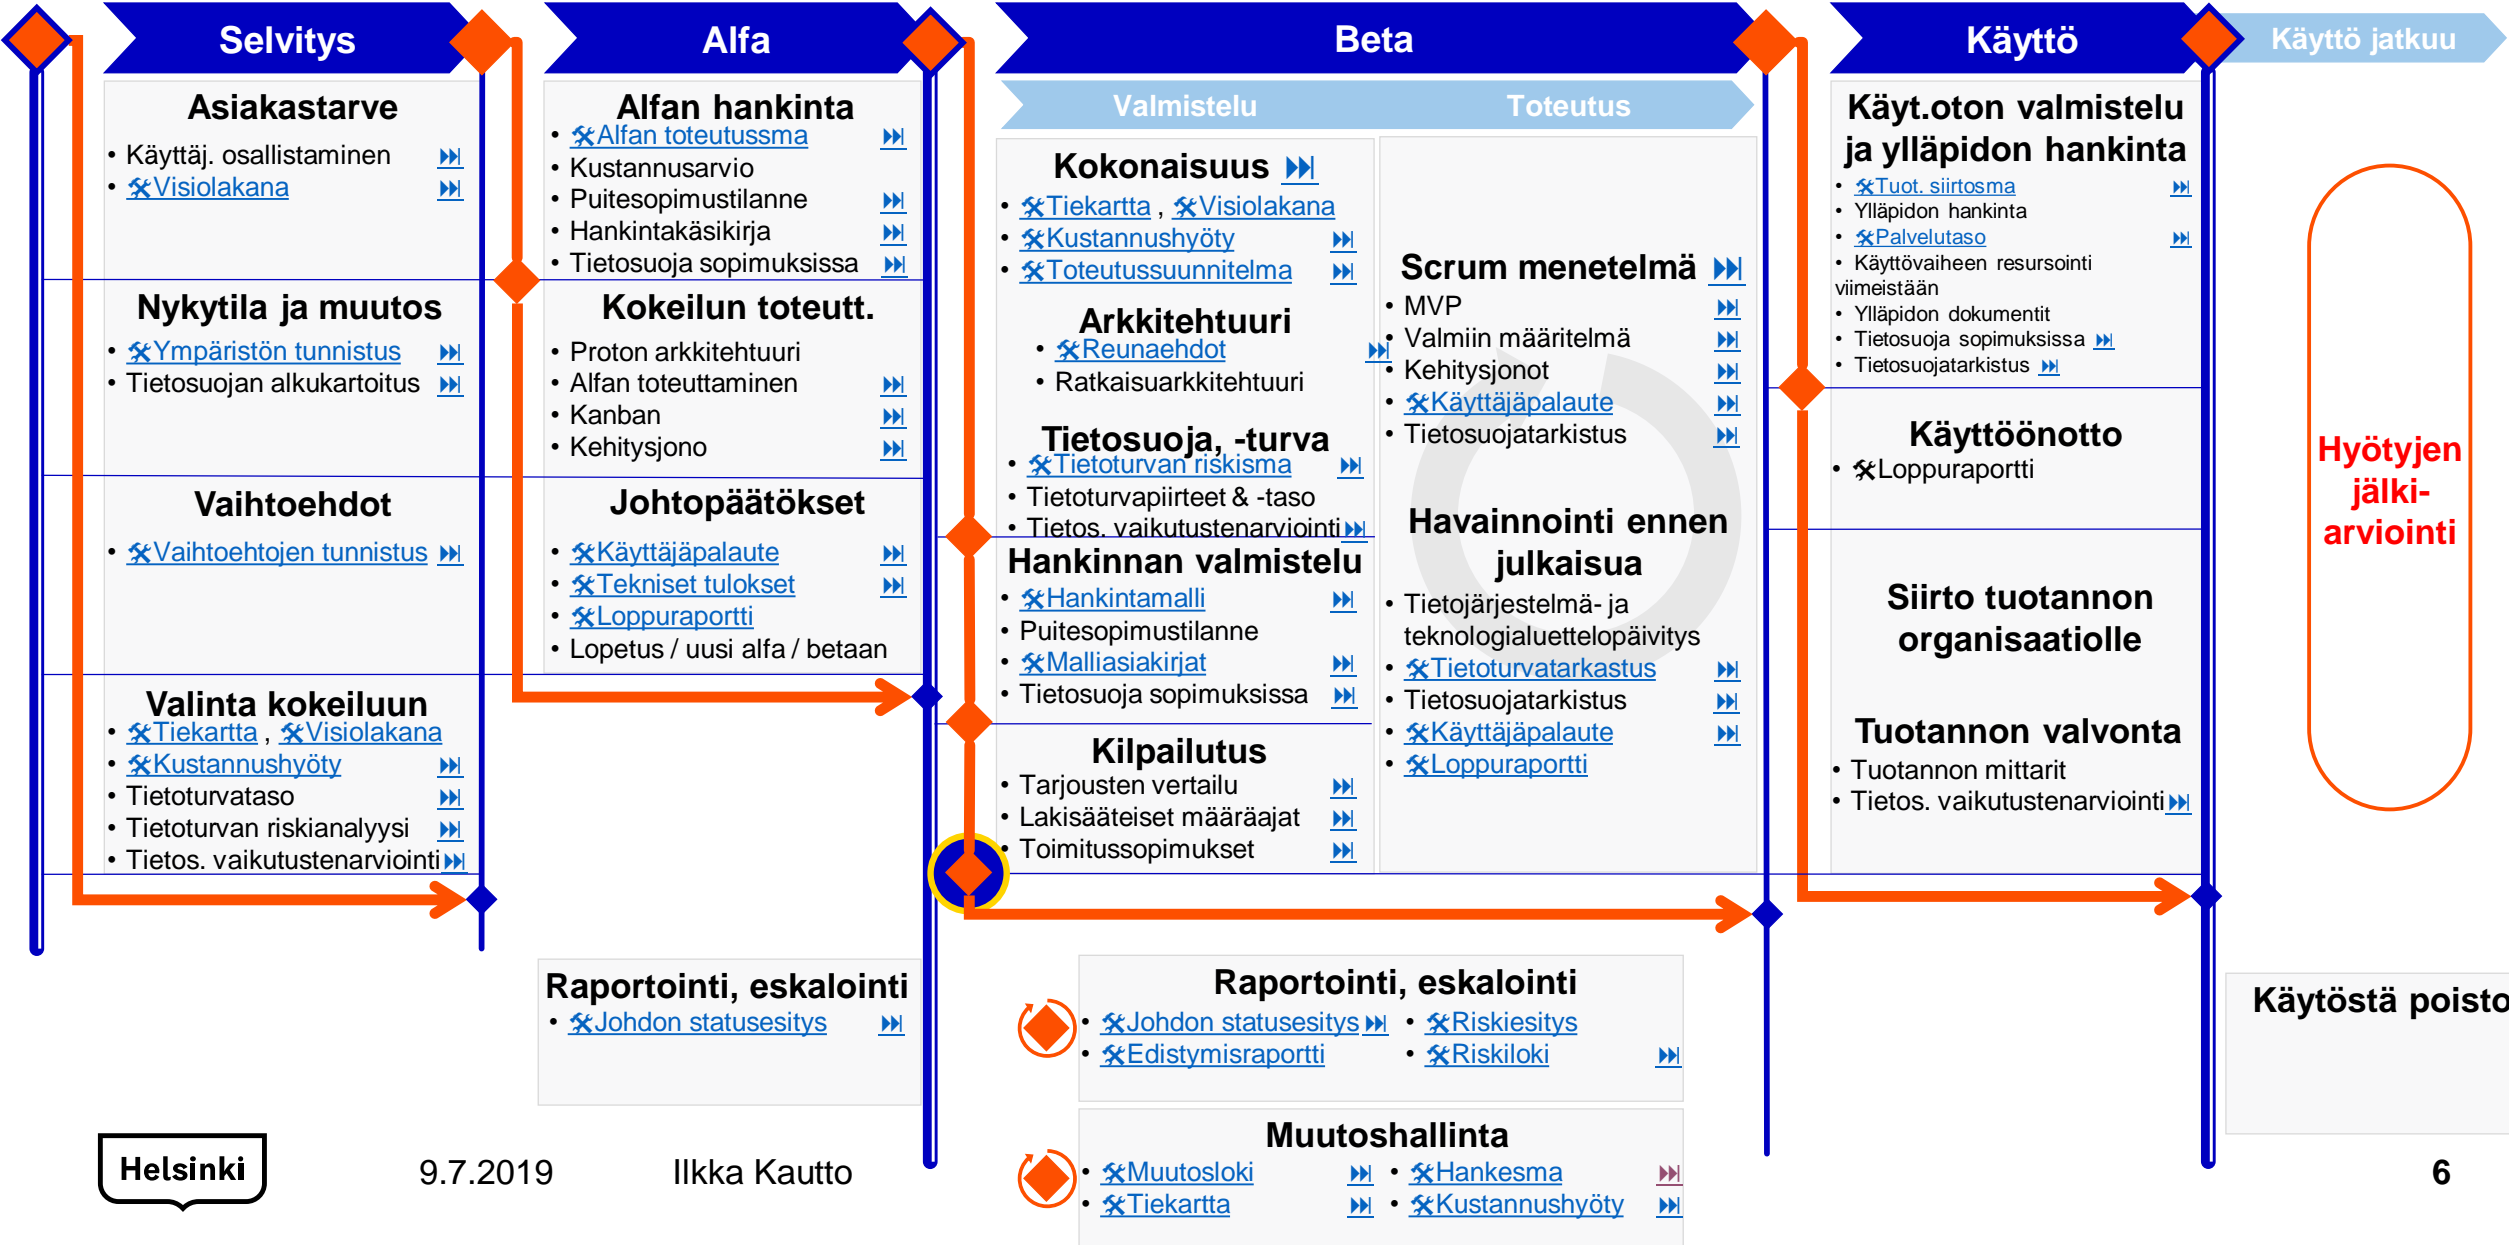 Selvitys
Asiakastarve
• Käyttäj. osallistaminen
• 🛠Visiolakana
Nykytila ja muutos
• 🛠Ympäristön tunnistus
• Tietosuojan alkukartoitus
Vaihtoehdot
• 🛠Vaihtoehtojen tunnistus
Valinta kokeiluun
• 🛠Tiekartta , 🛠Visiolakana
• 🛠Kustannushyöty
• Tietoturvataso
• Tietoturvan riskianalyysi
• Tietos. vaikutustenarviointi
Alfa
Alfan hankinta
• 🛠Alfan toteutussma
• Kustannusarvio
• Puitesopimustilanne
• Hankintakäsikirja
• Tietosuoja sopimuksissa
Kokeilun toteutt.
• Proton arkkitehtuuri
• Alfan toteuttaminen
• Kanban
• Kehitysjono
Johtopäätökset
• 🛠Käyttäjäpalaute
• 🛠Tekniset tulokset
• 🛠Loppuraportti
• Lopetus / uusi alfa / betaan
Raportointi, eskalointi
• 🛠Johdon statusesitys
Beta
Valmistelu
Kokonaisuus
• 🛠Tiekartta , 🛠Visiolakana
• 🛠Kustannushyöty
• 🛠Toteutussuunnitelma
Arkkitehtuuri
• 🛠Reunaehdot
• Ratkaisuarkkitehtuuri
Tietosuoja, -turva
• 🛠Tietoturvan riskisma
• Tietoturvapiirteet & -taso
• Tietos. vaikutustenarviointi
Hankinnan valmistelu
• 🛠Hankintamalli
• Puitesopimustilanne
• 🛠Malliasiakirjat
• Tietosuoja sopimuksissa
Kilpailutus
• Tarjousten vertailu
• Lakisääteiset määräajat
• Toimitussopimukset
Toteutus
Scrum menetelmä
• MVP
• Valmiin määritelmä
• Kehitysjonot
• 🛠Käyttäjäpalaute
• Tietosuojatarkistus
Havainnointi ennen
julkaisua
• Tietojärjestelmä- ja
teknologialuettelopäivitys
• 🛠Tietoturvatarkastus
• Tietosuojatarkistus
• 🛠Käyttäjäpalaute
• 🛠Loppuraportti
Raportointi, eskalointi
• 🛠Johdon statusesitys
• 🛠Edistymisraportti
• 🛠Riskiesitys
• 🛠Riskiloki
Muutoshallinta
• 🛠Muutosloki
• 🛠Tiekartta
• 🛠Hankesma
• 🛠Kustannushyöty
Käyttö
Käyt.oton valmistelu
ja ylläpidon hankinta
• 🛠Tuot. siirtosma
• Ylläpidon hankinta
• 🛠Palvelutaso
• Käyttövaiheen resursointi
viimeistään
• Ylläpidon dokumentit
• Tietosuoja sopimuksissa
• Tietosuojatarkistus
Käyttöönotto
• 🛠Loppuraportti
Siirto tuotannon
organisaatiolle
Tuotannon valvonta
• Tuotannon mittarit
• Tietos. vaikutustenarviointi
Käyttö jatkuu
Hyötyjen
jälki-
arviointi
Käytöstä poisto
Helsinki
9.7.2019
Ilkka Kautto
6